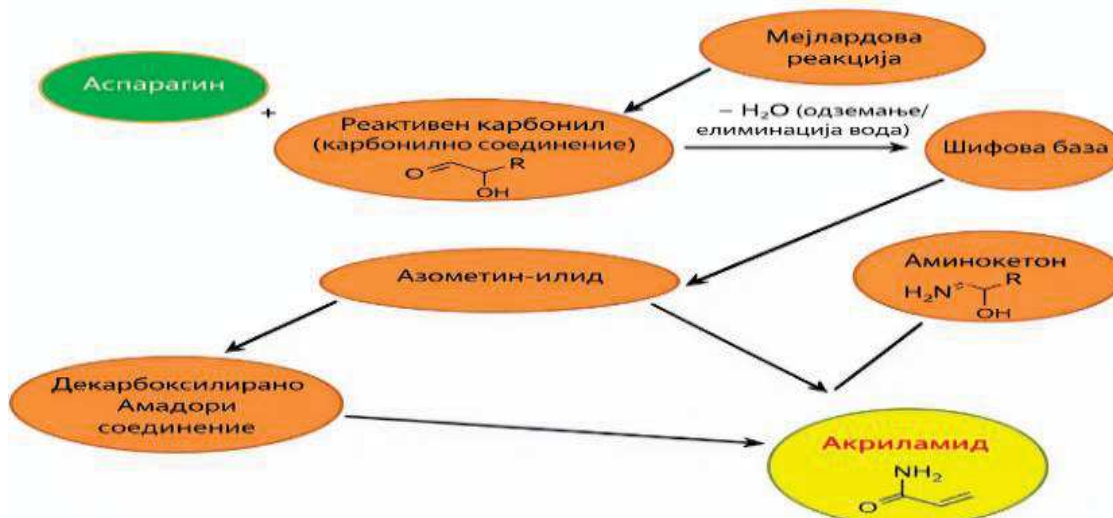 Мејлардова
реакција
Аспарагин
+
Реактивен карбонил
(карбонилно соединение)
O
R
OH
– H₂O (одземање/
елиминација вода)
Шифова база
Азометин-илид
Аминокетон
H₂N
R
OH
Декарбоксилирано
Амадори
соединение
Акриламид
NH₂
O